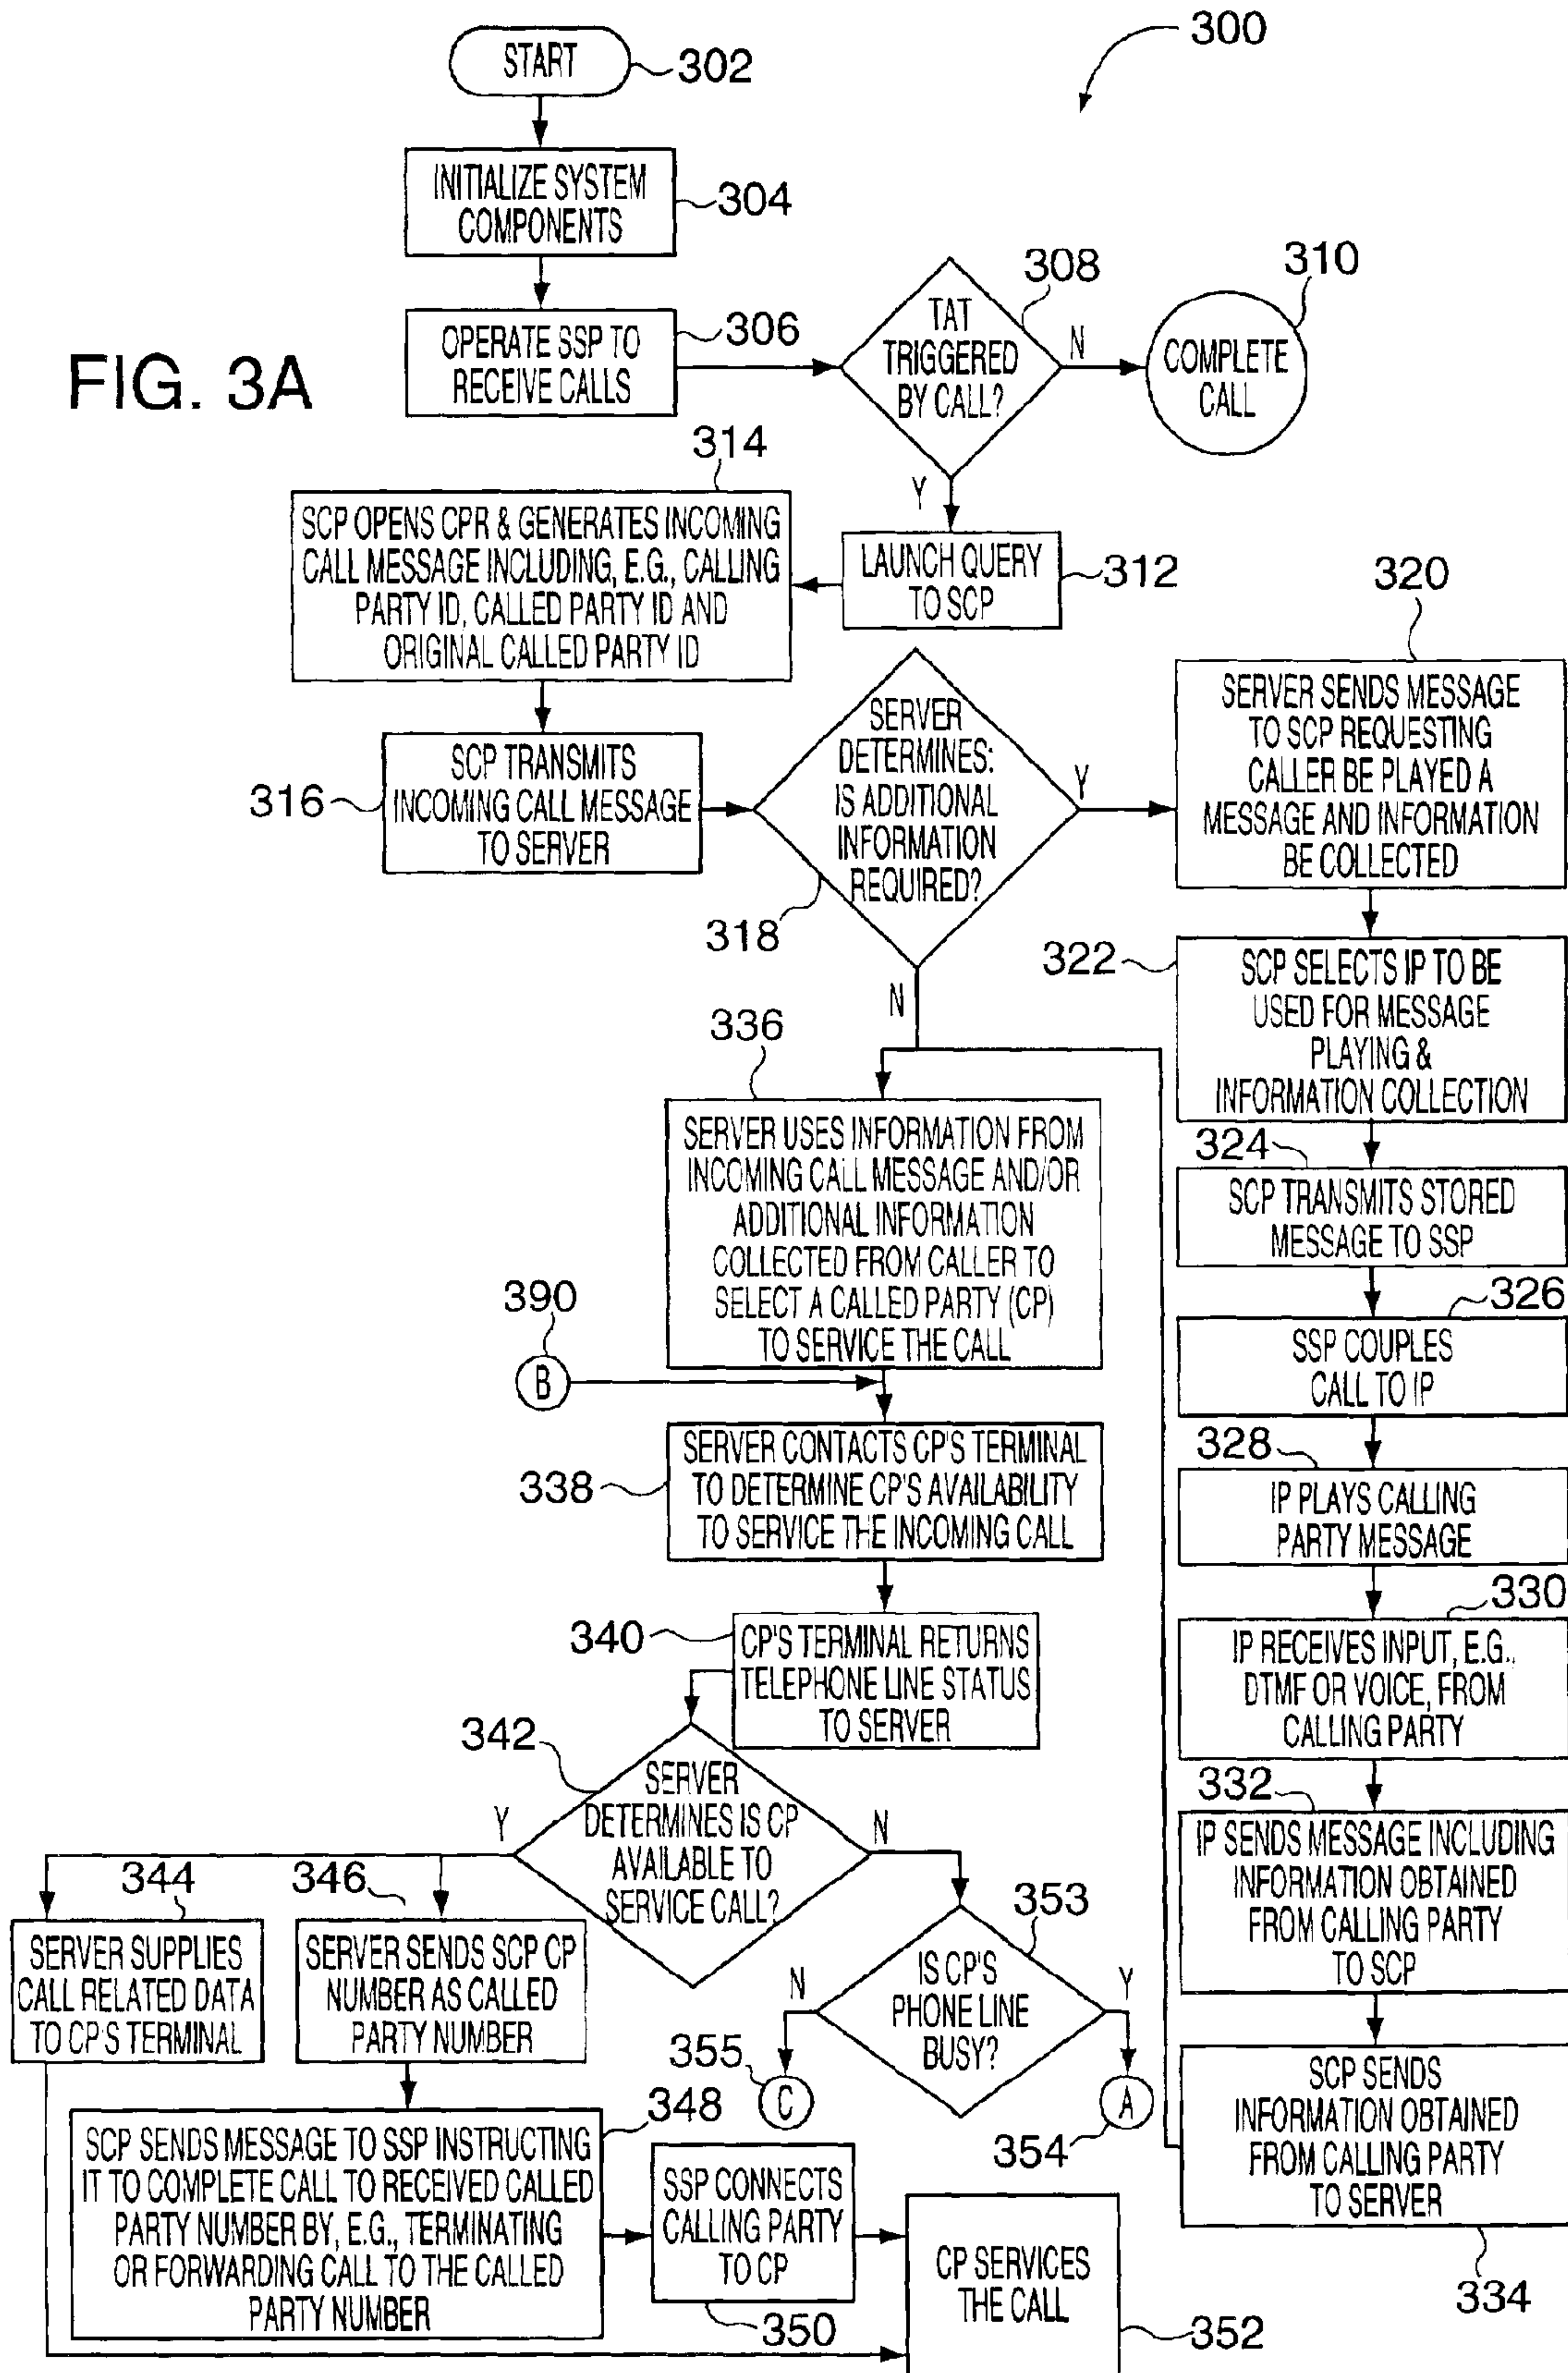 300
START
302
INITIALIZE SYSTEM
COMPONENTS
304
FIG. 3A
OPERATE SSP TO
RECEIVE CALLS
306
TAT
TRIGGERED
BY CALL?
308
N
COMPLETE
CALL
310
Y
LAUNCH QUERY
TO SCP
312
314
SCP OPENS CPR & GENERATES INCOMING
CALL MESSAGE INCLUDING, E.G., CALLING
PARTY ID, CALLED PARTY ID AND
ORIGINAL CALLED PARTY ID
316
SCP TRANSMITS
INCOMING CALL MESSAGE
TO SERVER
SERVER
DETERMINES:
IS ADDITIONAL
INFORMATION
REQUIRED?
318
Y
N
320
SERVER SENDS MESSAGE
TO SCP REQUESTING
CALLER BE PLAYED A
MESSAGE AND INFORMATION
BE COLLECTED
322
SCP SELECTS IP TO BE
USED FOR MESSAGE
PLAYING &
INFORMATION COLLECTION
324
SCP TRANSMITS STORED
MESSAGE TO SSP
326
SSP COUPLES
CALL TO IP
328
IP PLAYS CALLING
PARTY MESSAGE
330
IP RECEIVES INPUT, E.G.,
DTMF OR VOICE, FROM
CALLING PARTY
332
IP SENDS MESSAGE INCLUDING
INFORMATION OBTAINED
FROM CALLING PARTY
TO SCP
SCP SENDS
INFORMATION OBTAINED
FROM CALLING PARTY
TO SERVER
334
336
SERVER USES INFORMATION FROM
INCOMING CALL MESSAGE AND/OR
ADDITIONAL INFORMATION
COLLECTED FROM CALLER TO
SELECT A CALLED PARTY (CP)
TO SERVICE THE CALL
390
B
338
SERVER CONTACTS CP'S TERMINAL
TO DETERMINE CP'S AVAILABILITY
TO SERVICE THE INCOMING CALL
340
CP'S TERMINAL RETURNS
TELEPHONE LINE STATUS
TO SERVER
342
SERVER
DETERMINES IS CP
AVAILABLE TO
SERVICE CALL?
Y
N
344
SERVER SUPPLIES
CALL RELATED DATA
TO CP'S TERMINAL
346
SERVER SENDS SCP CP
NUMBER AS CALLED
PARTY NUMBER
353
IS CP'S
PHONE LINE
BUSY?
N
Y
355
C
354
A
348
SCP SENDS MESSAGE TO SSP INSTRUCTING
IT TO COMPLETE CALL TO RECEIVED CALLED
PARTY NUMBER BY, E.G., TERMINATING
OR FORWARDING CALL TO THE CALLED
PARTY NUMBER
SSP CONNECTS
CALLING PARTY
TO CP
350
CP SERVICES
THE CALL
352